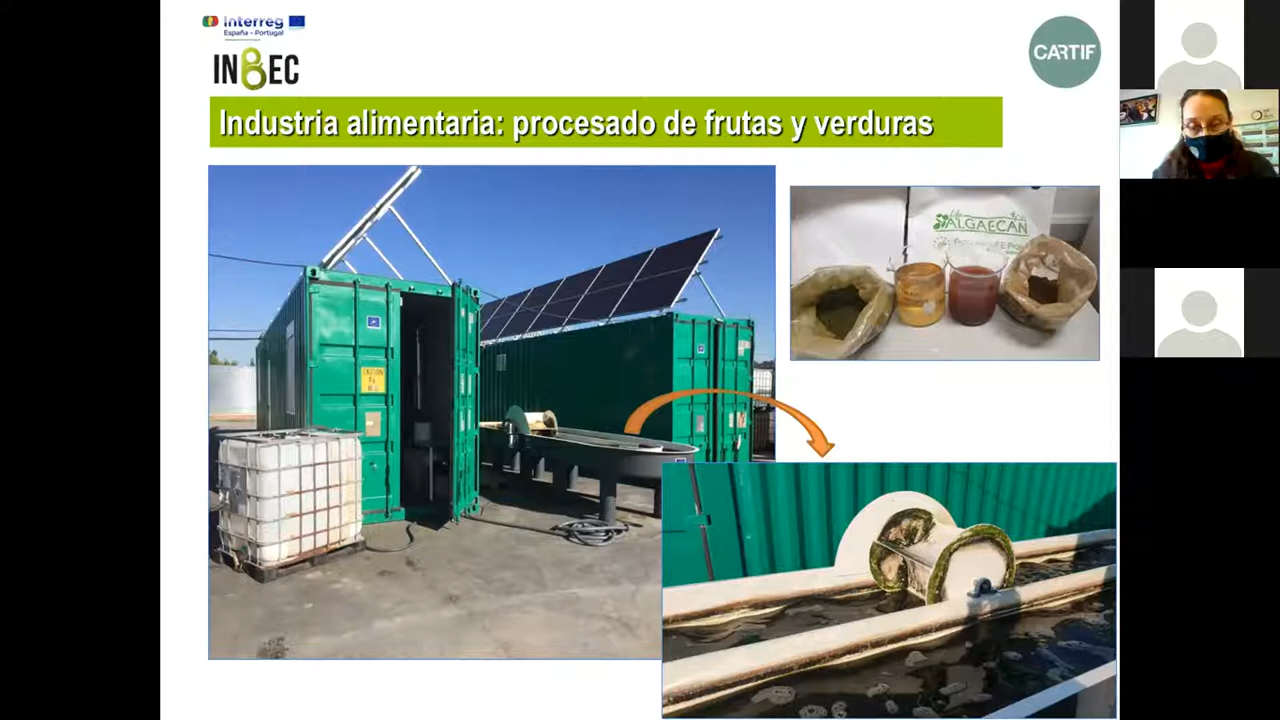 Interreg
España - Portugal
INBEC
CARTIF
Industria alimentaria: procesado de frutas y verduras
ALGAECAN